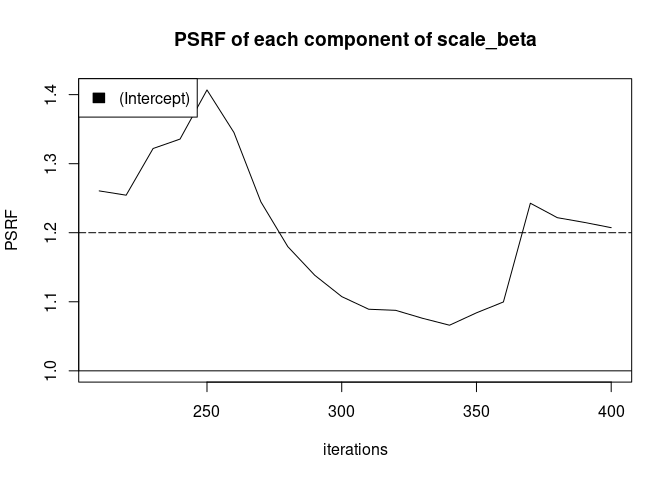 PSRF of each component of scale_beta
(Intercept)
PSRF
1.4
1.3
1.2
1.1
1.0
250 300 350 400
iterations